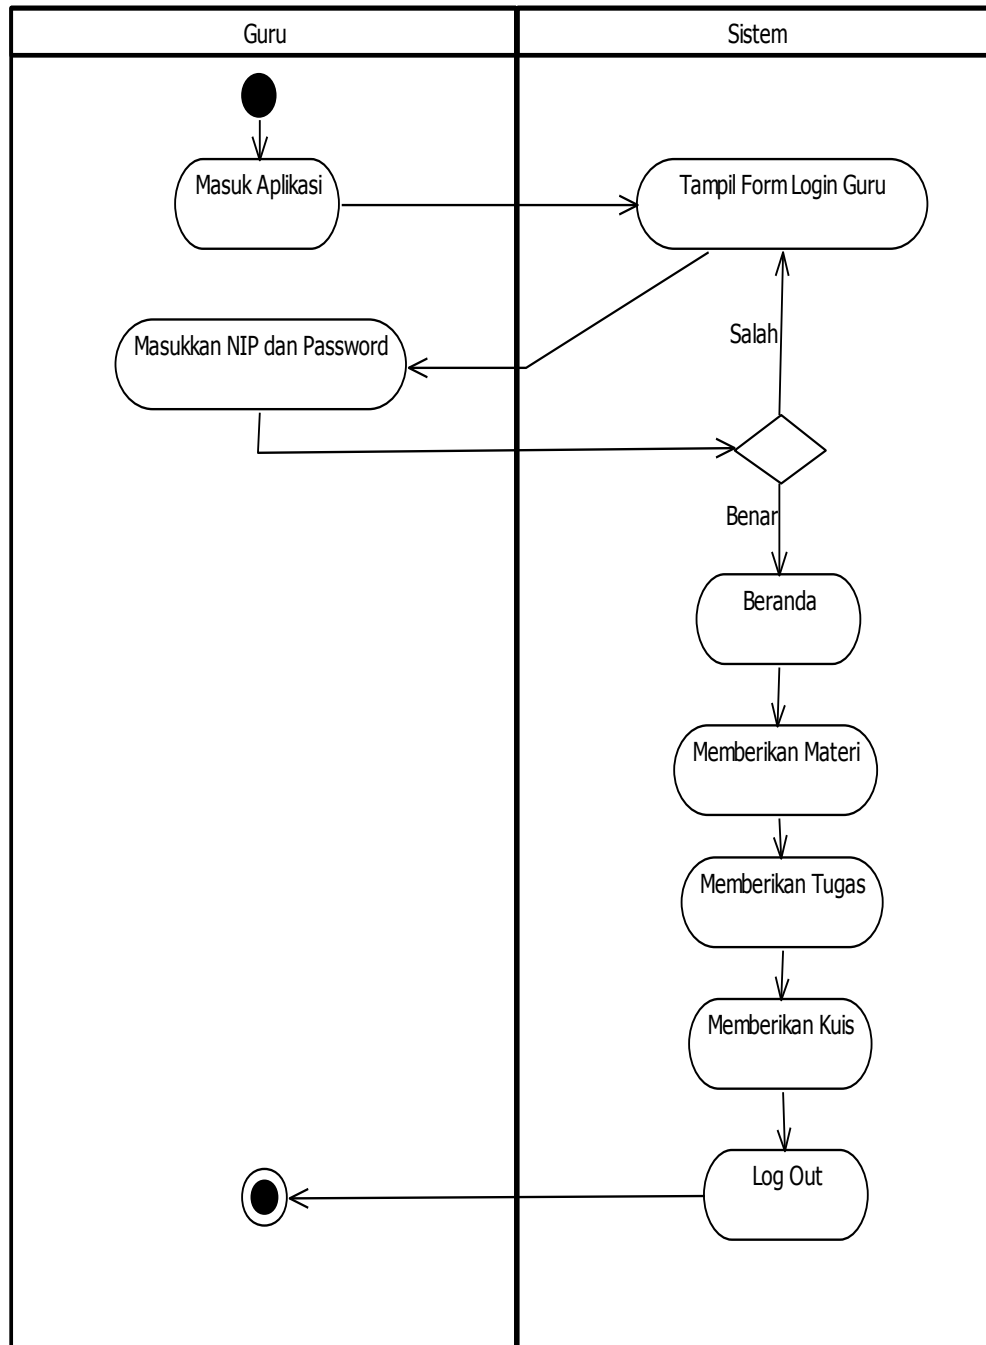 Guru
Sistem
Masuk Aplikasi
Tampil Form Login Guru
Masukkan NIP dan Password
Salah
Benar
Beranda
Memberikan Materi
Memberikan Tugas
Memberikan Kuis
Log Out